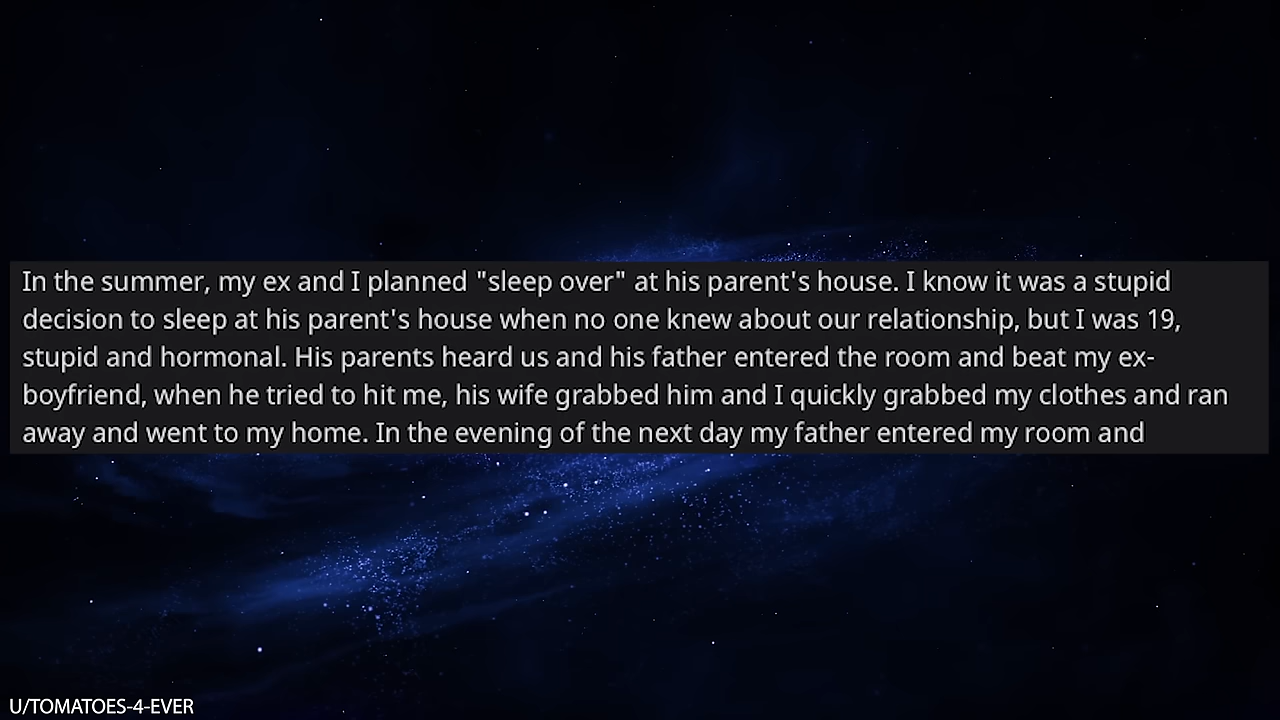 In the summer, my ex and I planned "sleep over" at his parent's house. I know it was a stupid
decision to sleep at his parent's house when no one knew about our relationship, but I was 19,
stupid and hormonal. His parents heard us and his father entered the room and beat my ex-
boyfriend, when he tried to hit me, his wife grabbed him and I quickly grabbed my clothes and ran
away and went to my home. In the evening of the next day my father entered my room and
U/TOMATOES-4-EVER